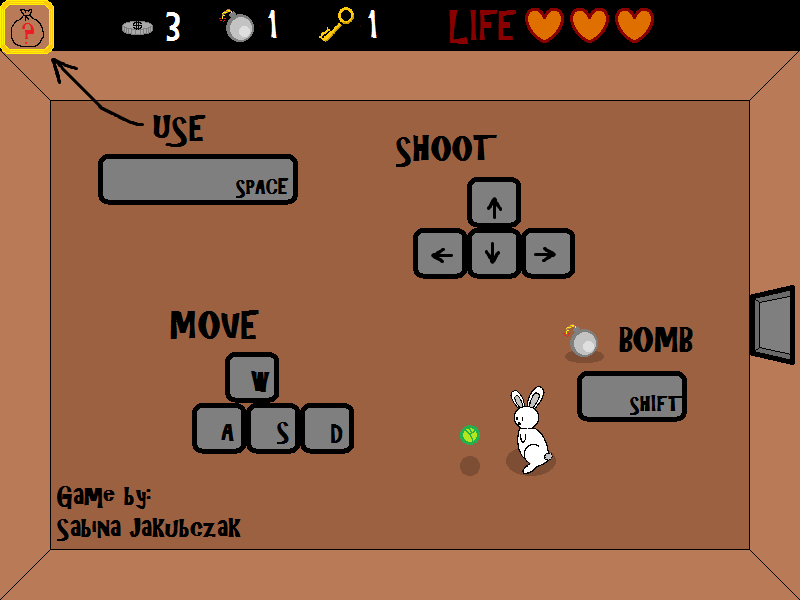 ? 3 1 1 LIFE
USE
SPACE
SHOOT
↑
← ↓ →
MOVE
W
A S D
BOMB
SHIFT
Game by:
Sabina Jakubczak